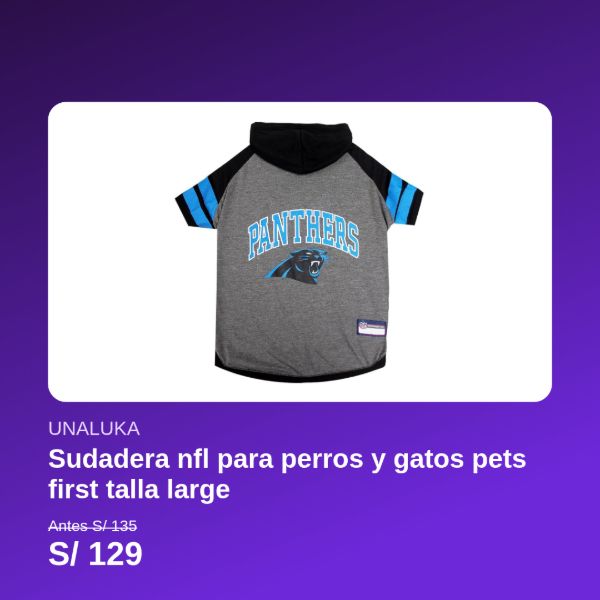 PANTHERS
UNALUKA
Sudadera nfl para perros y gatos pets
first talla large
Antes S/ 135
S/ 129